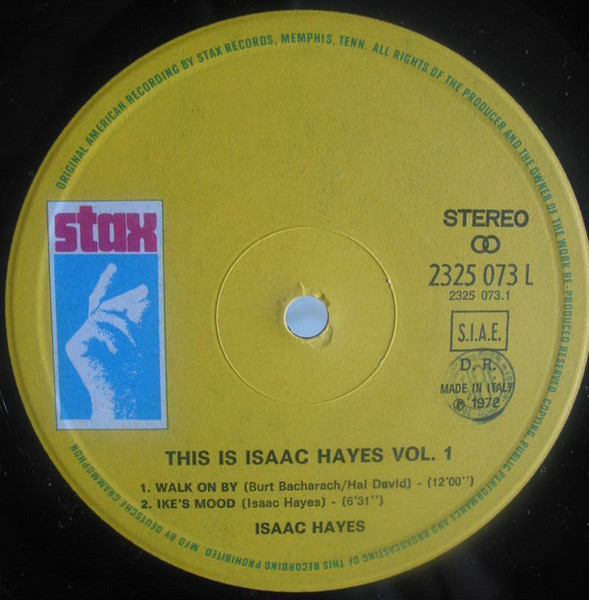 ORIGINAL AMERICAN RECORDING BY STAX RECORDS, MEMPHIS, TENN. ALL RIGHTS OF THE PRODUCER AND THE OWNER OF THE WORK RE-PRODUCED RESERVED. COPYING, PUBLIC PERFORMANCE AND BROADCASTING OF THIS RECORDING PROHIBITED. MFD BY DEUTSCHE GRAMMOPHON
stax
STEREO
2325 073 L
2325 073.1
S.I.A.E.
D. R.
MADE IN ITALY
℗ 1972
THIS IS ISAAC HAYES VOL. 1
1. WALK ON BY (Burt Bacharach/Hal David) - (12'00")
2. IKE'S MOOD (Isaac Hayes) - (6'31")
ISAAC HAYES